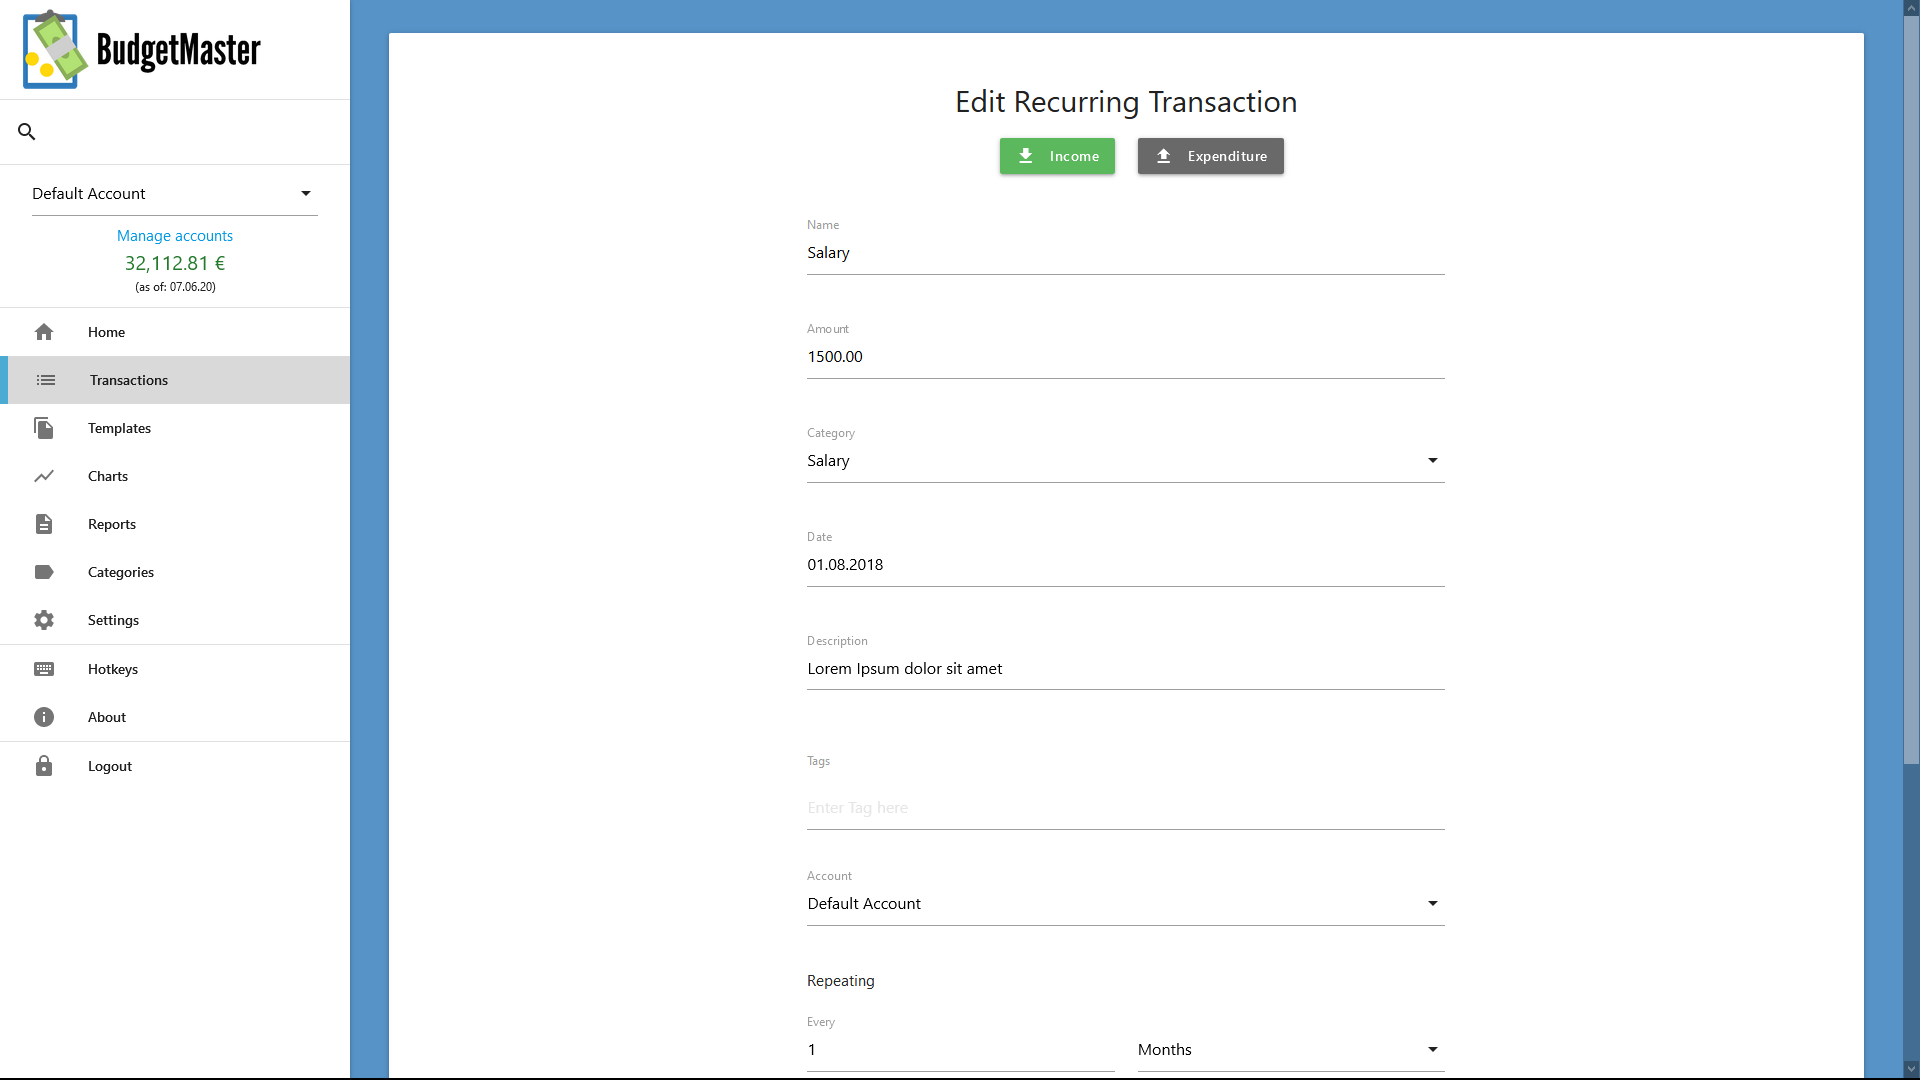 BudgetMaster
Default Account
Manage accounts
32,112.81 €
(as of: 07.06.20)
Home
Transactions
Templates
Charts
Reports
Categories
Settings
Hotkeys
About
Logout
Edit Recurring Transaction
Income Expenditure
Name
Salary
Amount
1500.00
Category
Salary
Date
01.08.2018
Description
Lorem Ipsum dolor sit amet
Tags
Enter Tag here
Account
Default Account
Repeating
Every
1 Months